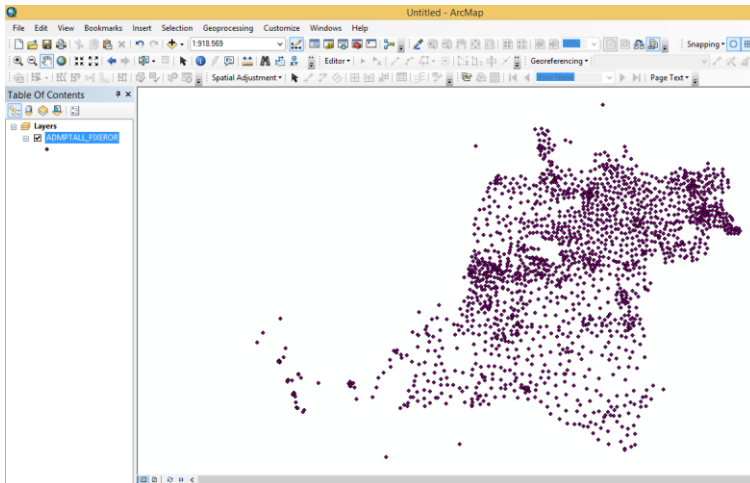 Untitled - ArcMap
File Edit View Bookmarks Insert Selection Geoprocessing Customize Windows Help
1:918.569 Snapping
Editor Georeferencing
Spatial Adjustment Page Text
Table Of Contents
Layers
ADMPTALL_FIXEROR